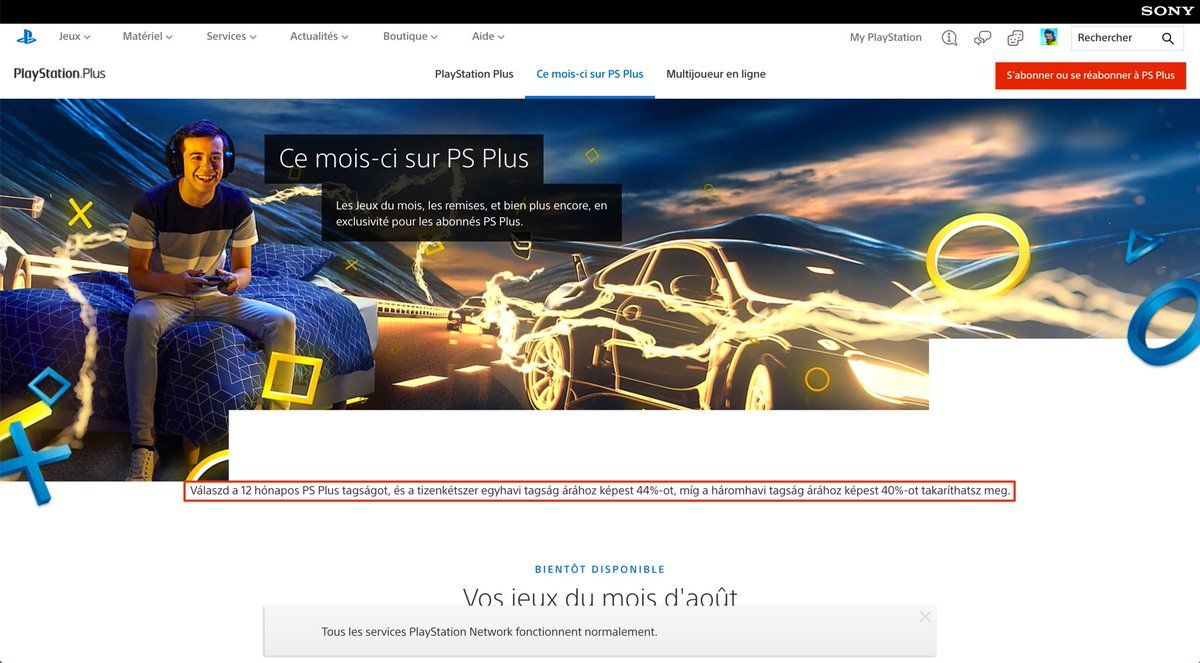 SONY
Jeux
Matériel
Services
Actualités
Boutique
Aide
My PlayStation
Rechercher
PlayStation.Plus
PlayStation Plus
Ce mois-ci sur PS Plus
Multijoueur en ligne
S'abonner ou se réabonner à PS Plus
Ce mois-ci sur PS Plus
Les Jeux du mois, les remises, et bien plus encore, en
exclusivité pour les abonnés PS Plus.
Válaszd a 12 hónapos PS Plus tagságot, és a tizenkétszer egyhavi tagság árához képest 44%-ot, míg a háromhavi tagság árához képest 40%-ot takaríthatsz meg.
BIENTÔT DISPONIBLE
Vos jeux du mois d'août
Tous les services PlayStation Network fonctionnent normalement.